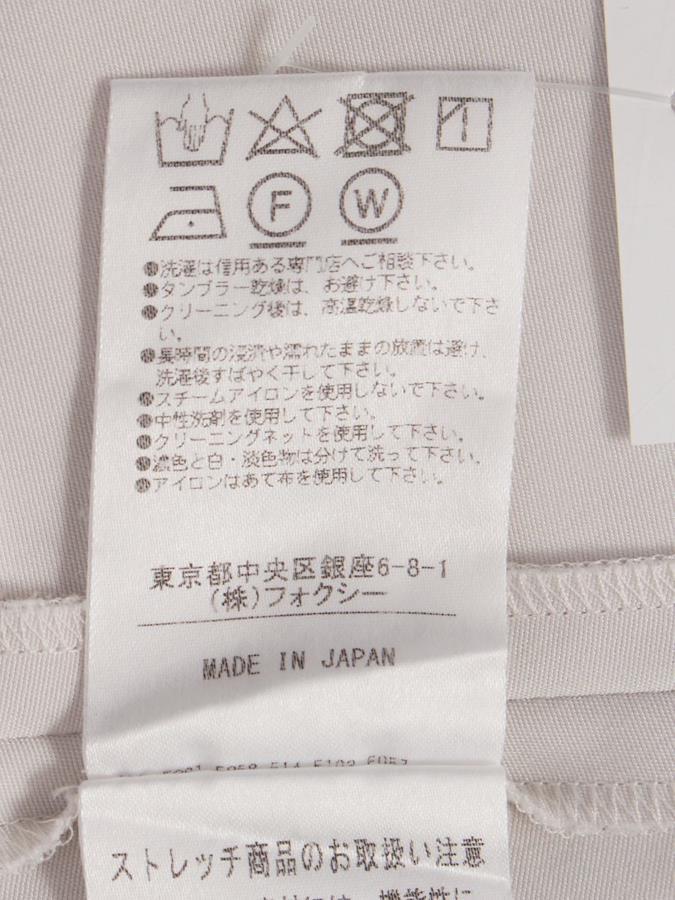 F W
●洗濯は信用ある専門店へご相談下さい。
●タンブラー乾燥は、お避け下さい。
●クリーニング後は、高温乾燥しないで下さ
い。
●長時間の浸漬や濡れたままの放置は避け、
洗濯後すばやく干して下さい。
●スチームアイロンを使用しないで下さい。
●中性洗剤を使用して下さい。
●クリーニングネットを使用して下さい。
●濃色と白・淡色物は分けて洗って下さい。
●アイロンはあて布を使用して下さい。
東京都中央区銀座6-8-1
(株)フォクシー
MADE IN JAPAN
ストレッチ商品のお取扱い注意